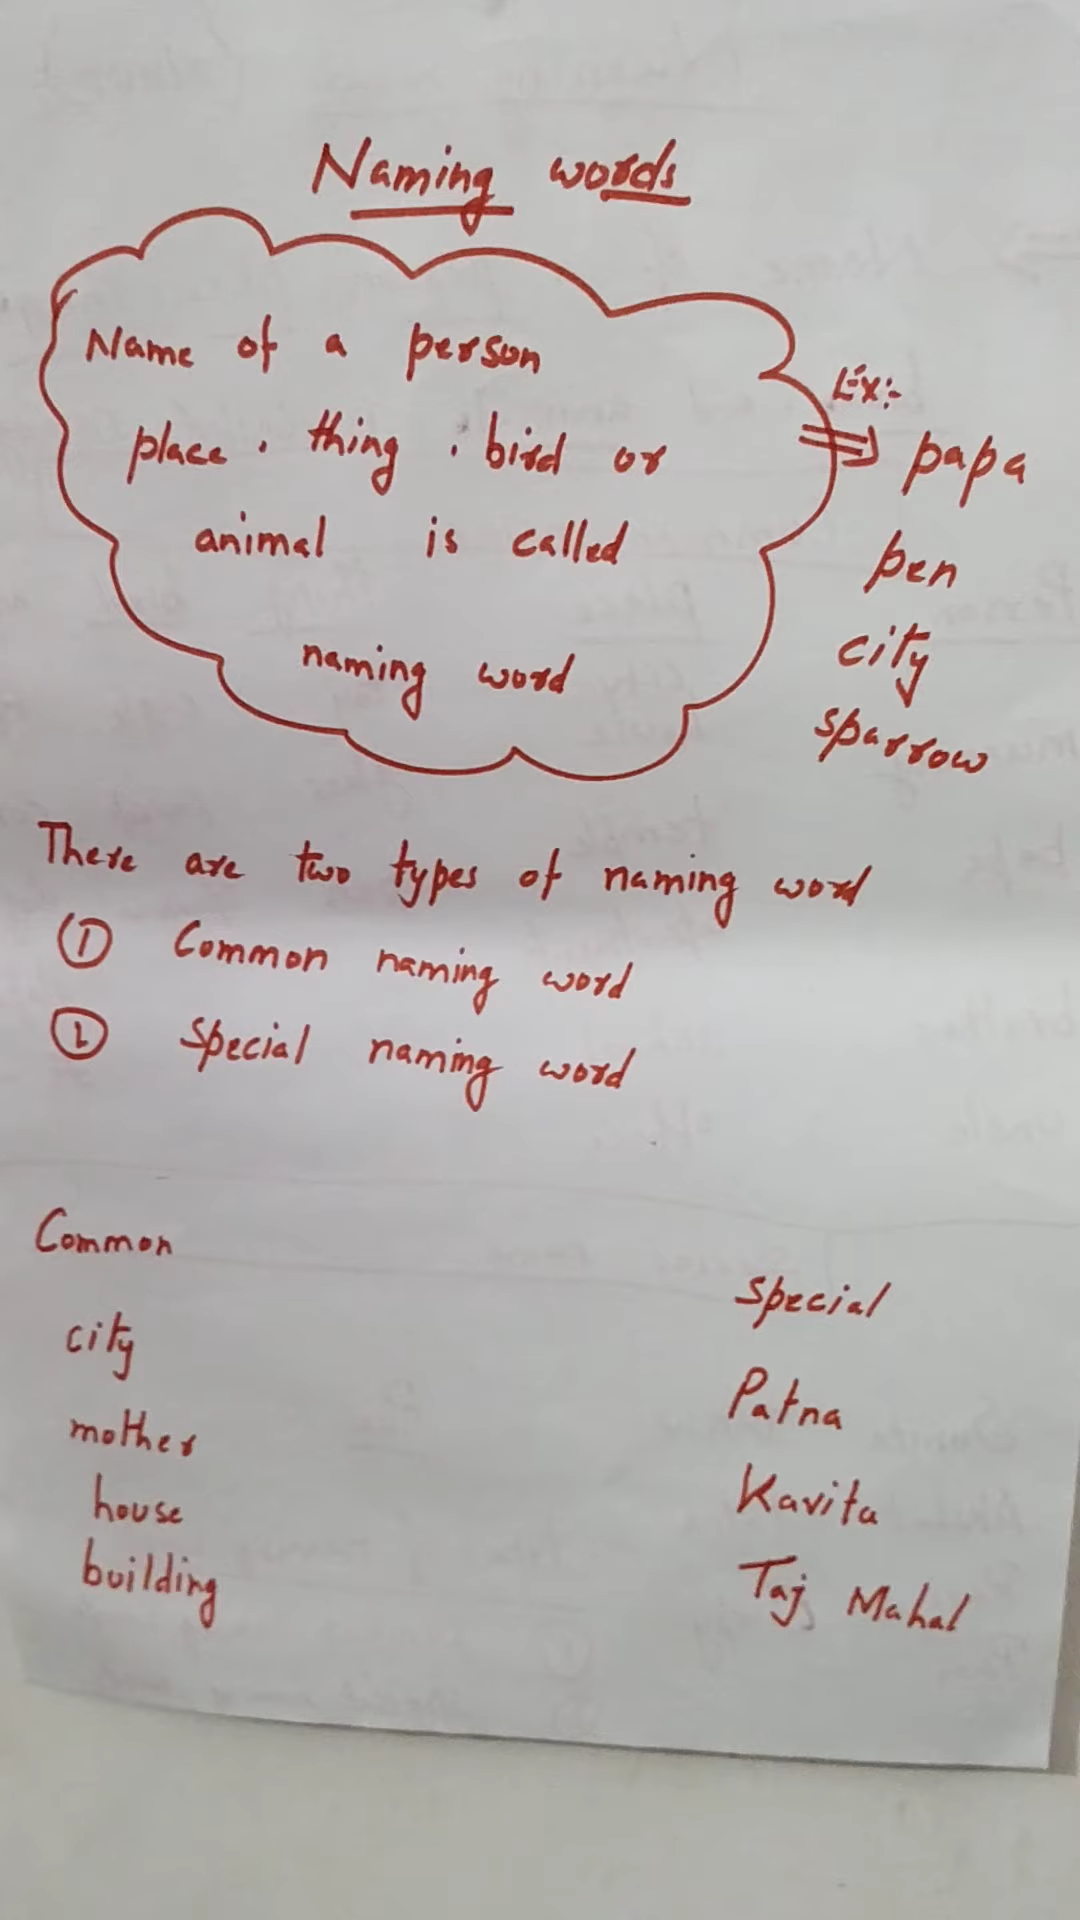 Naming words
Name of a person
place, thing, bird or
animal is called
naming word
Ex:-
papa
pen
city
sparrow
There are two types of naming word
① Common naming word
② Special naming word
Common
city
mother
house
building
Special
Patna
Kavita
Taj Mahal